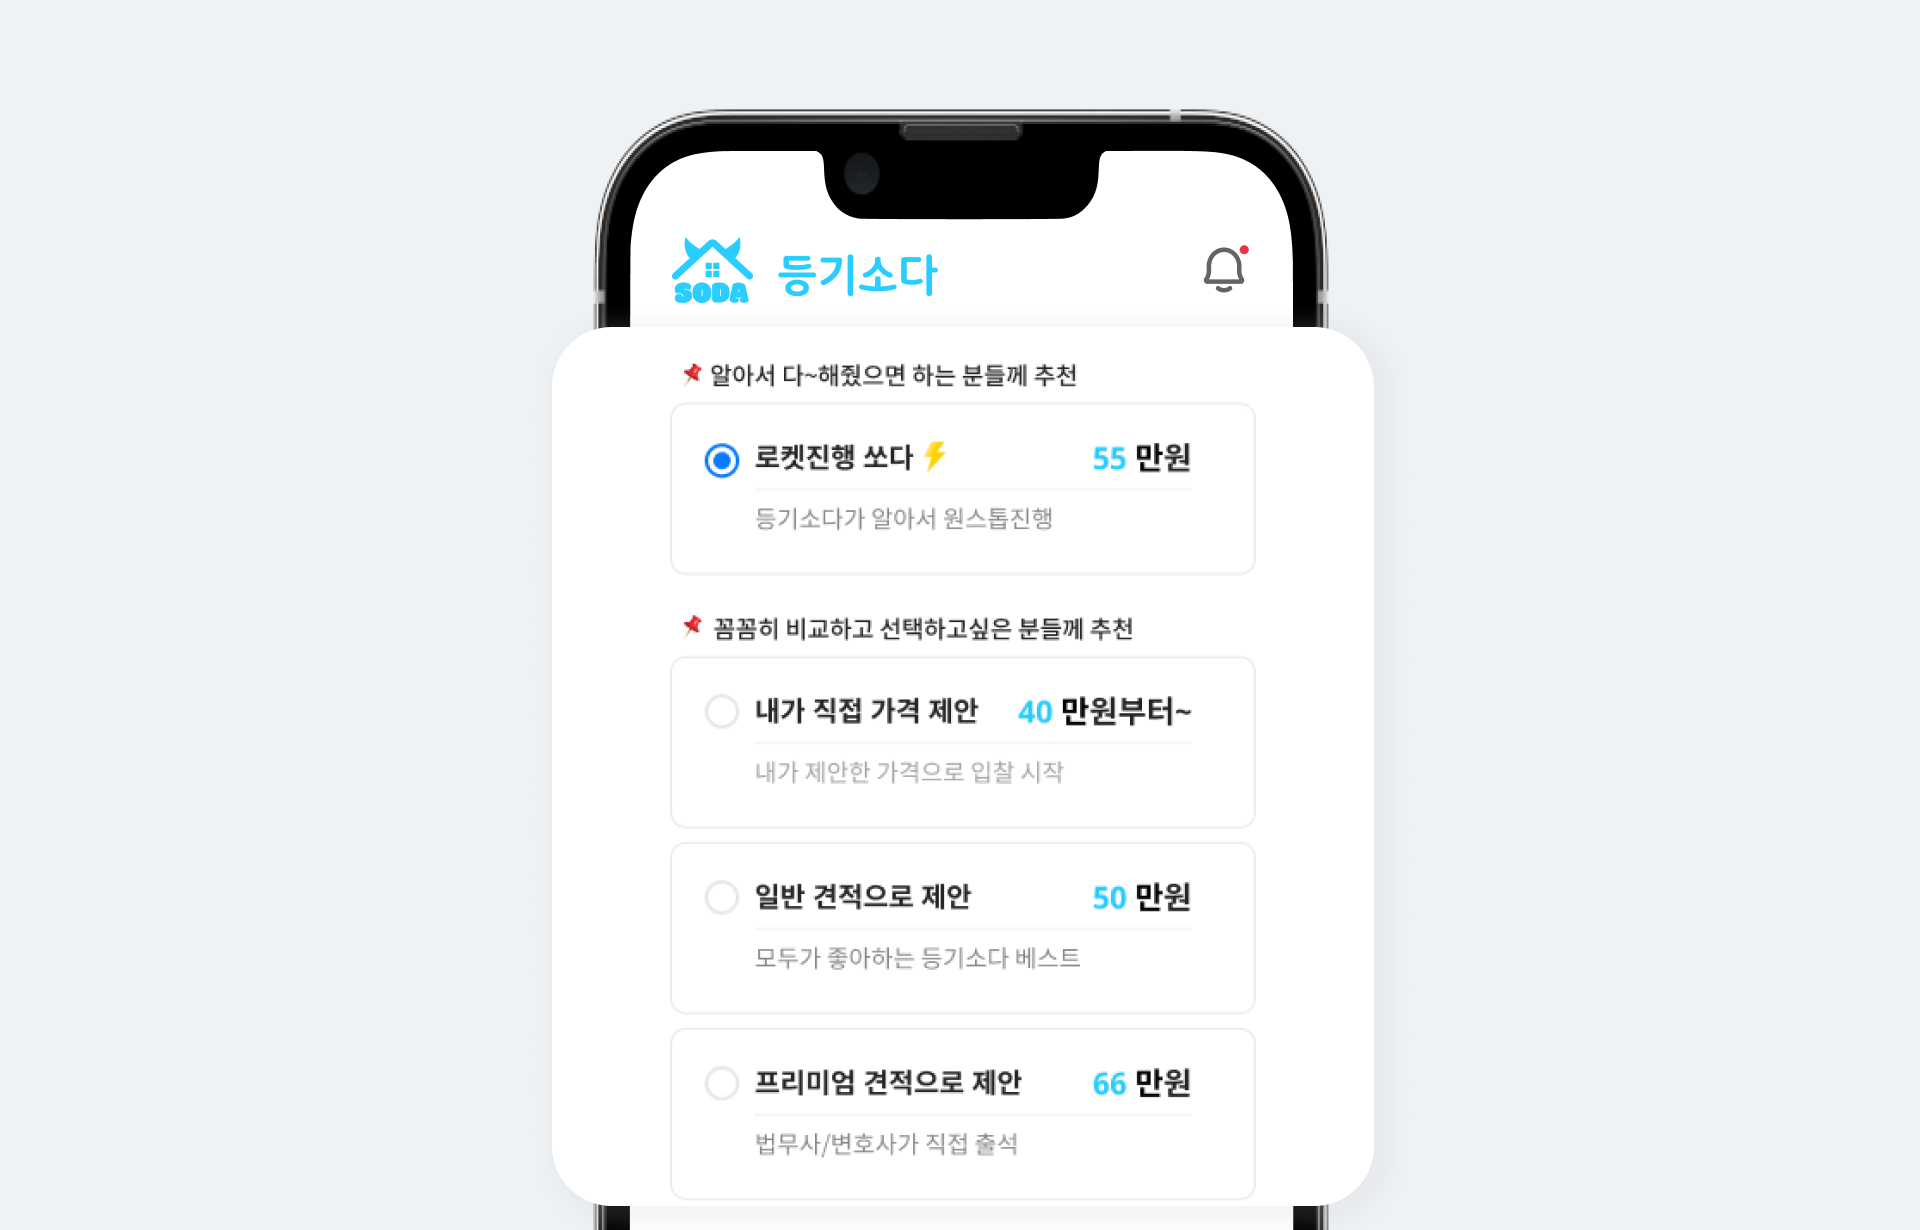 SODA 등기소다
📌 알아서 다~해줬으면 하는 분들께 추천
로켓진행 쏘다⚡ 55 만원
등기소다가 알아서 원스톱진행
📌 꼼꼼히 비교하고 선택하고싶은 분들께 추천
내가 직접 가격 제안 40 만원부터~
내가 제안한 가격으로 입찰 시작
일반 견적으로 제안 50 만원
모두가 좋아하는 등기소다 베스트
프리미엄 견적으로 제안 66 만원
법무사/변호사가 직접 출석